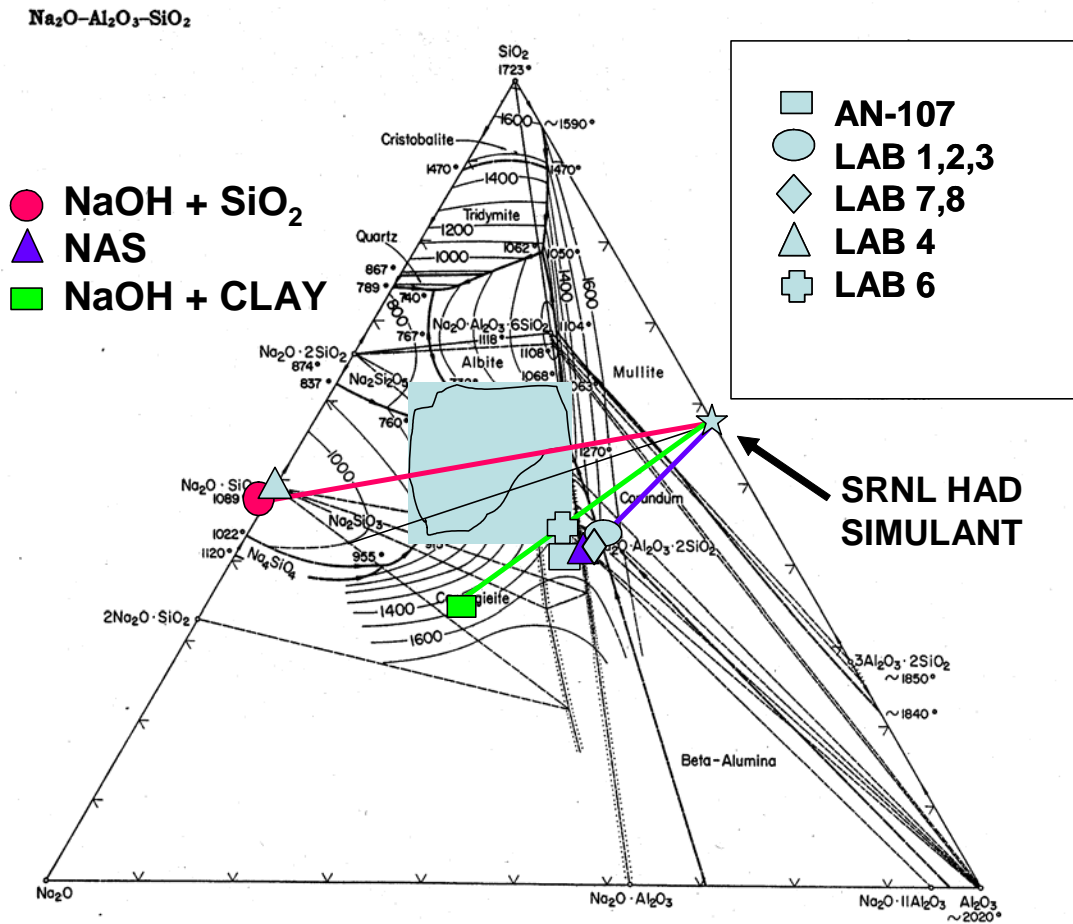 Na₂O–Al₂O₃–SiO₂
SiO₂
1723°
1600
~1590°
Cristobalite
1470°
1470°
1400
Tridymite
1200
Quartz
1062°
1050°
1000
867°
789°
740°
800
1400
1600
767°
Na₂O·Al₂O₃·6SiO₂
1104°
1118°
Na₂O·2SiO₂
874°
1108°
Albite
837
Na₂Si₂O₅
1068°
Mullite
760°
1270°
1000
Na₂O·SiO
1089
Corundum
Na₂SiO₃
1022°
1120°
Na₄SiO₄
955°
O·Al₂O₃·2SiO₂
1400
1600
2Na₂O·SiO₂
3Al₂O₃·2SiO₂
~1850°
~1840°
Beta-Alumina
Na₂O
Na₂O·Al₂O₃
Na₂O·11Al₂O₃
Al₂O₃
~2020°
NaOH + SiO₂
NAS
NaOH + CLAY
AN-107
LAB 1,2,3
LAB 7,8
LAB 4
LAB 6
SRNL HAD
SIMULANT